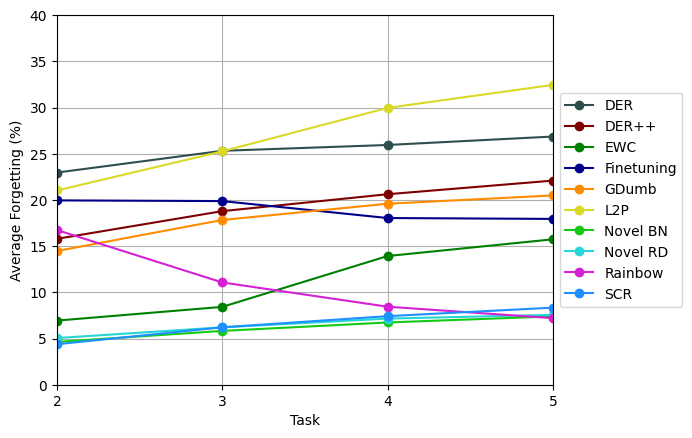 40
35
30
25
20
15
10
5
0
Average Forgetting (%)
2
3
4
5
Task
DER
DER++
EWC
Finetuning
GDumb
L2P
Novel BN
Novel RD
Rainbow
SCR